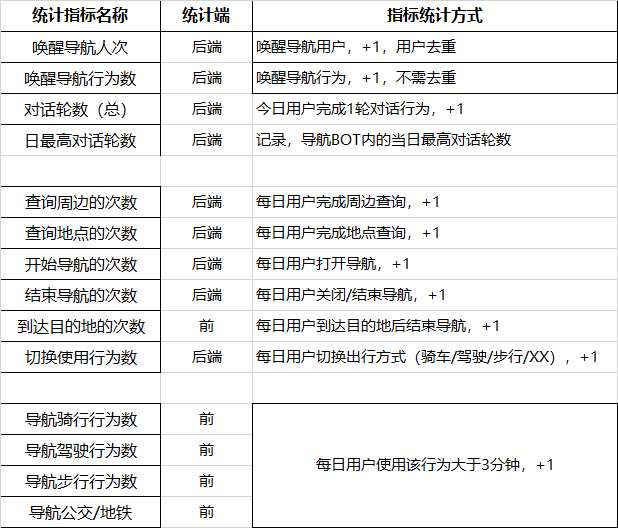 统计指标名称 统计端 指标统计方式
唤醒导航人次 后端 唤醒导航用户，+1，用户去重
唤醒导航行为数 后端 唤醒导航行为，+1，不需去重
对话轮数（总） 后端 今日用户完成1轮对话行为，+1
日最高对话轮数 后端 记录，导航BOT内的当日最高对话轮数
查询周边的次数 后端 每日用户完成周边查询，+1
查询地点的次数 后端 每日用户完成地点查询，+1
开始导航的次数 后端 每日用户打开导航，+1
结束导航的次数 后端 每日用户关闭/结束导航，+1
到达目的地的次数 前 每日用户到达目的地后结束导航，+1
切换使用行为数 后端 每日用户切换出行方式（骑车/驾驶/步行/XX），+1
导航骑行行为数 前
导航驾驶行为数 前
每日用户使用该行为大于3分钟，+1
导航步行行为数 前
导航公交/地铁 前